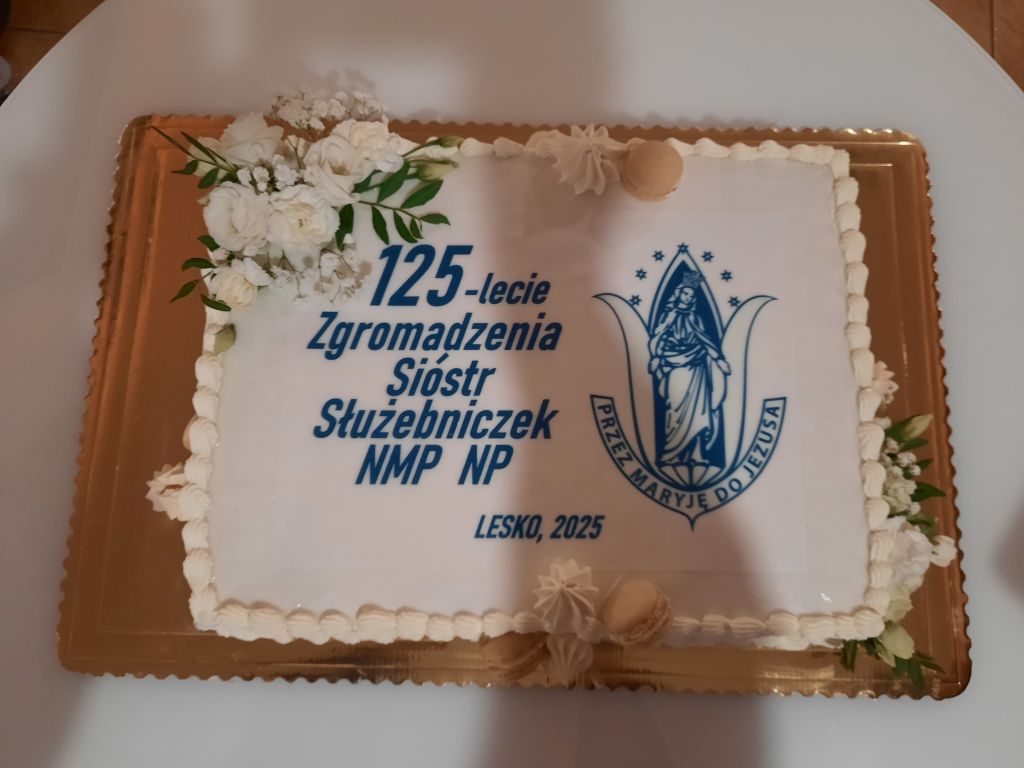 125-lecie
Zgromadzenia
Sióstr
Służebniczek
NMP NP
LESKO, 2025
PRZEZ MARYJĘ DO JEZUSA